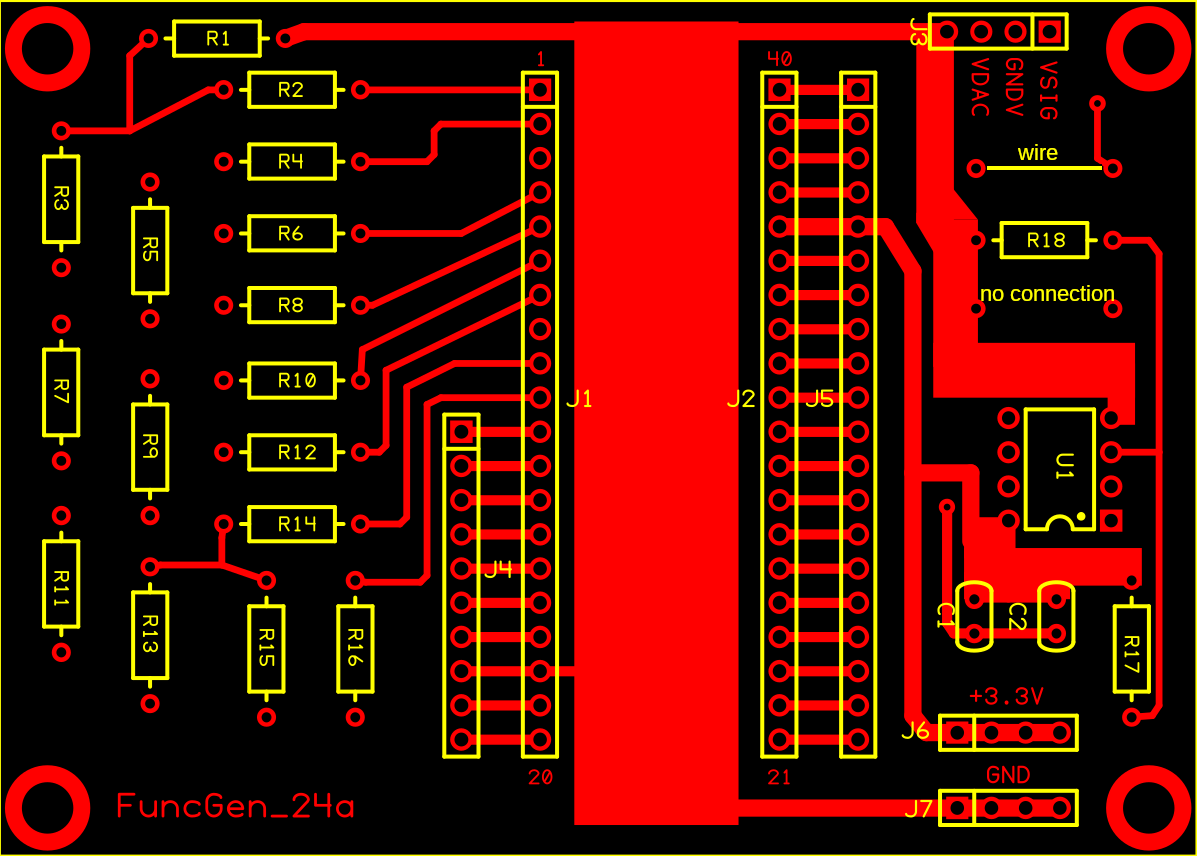 R1
J3
1
40
R2
VDAC
GNDV
VSIG
R4
wire
R3
R5
R6
R18
R8
no connection
R7
R10
J1
J2
J5
R9
R12
U1
R14
J4
R11
R13
R15
R16
C1
C2
R17
+3.3V
J6
20
21
GND
FuncGen_24a
J7